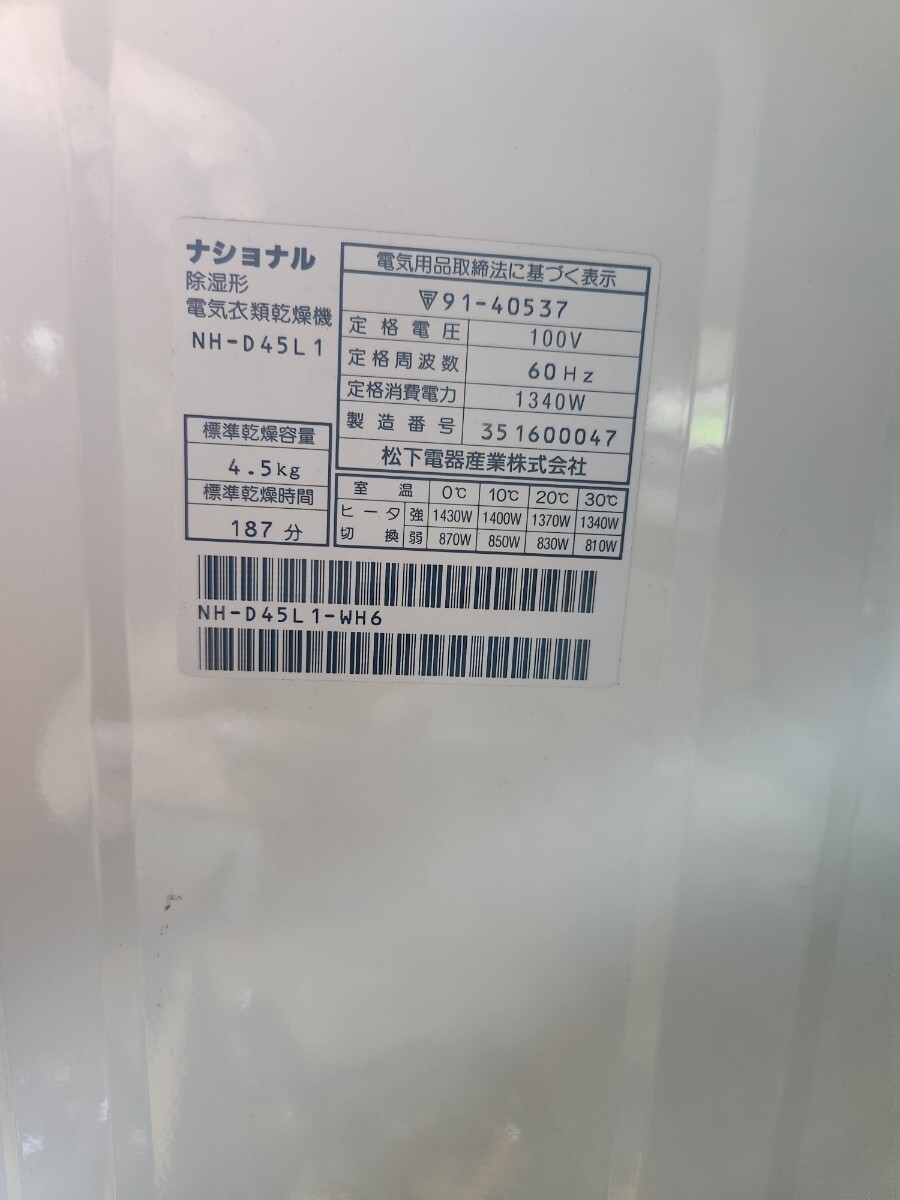 ナショナル
除湿形
電気衣類乾燥機
NH-D45L1
標準乾燥容量
4.5kg
標準乾燥時間
187 分
電気用品取締法に基づく表示
91-40537
定格電圧 100V
定格周波数 60Hz
定格消費電力 1340W
製造番号 351600047
松下電器産業株式会社
室温 0℃ 10℃ 20℃ 30℃
ヒータ 強 1430W 1400W 1370W 1340W
切換 弱 870W 850W 830W 810W
NH-D45L1-WH6